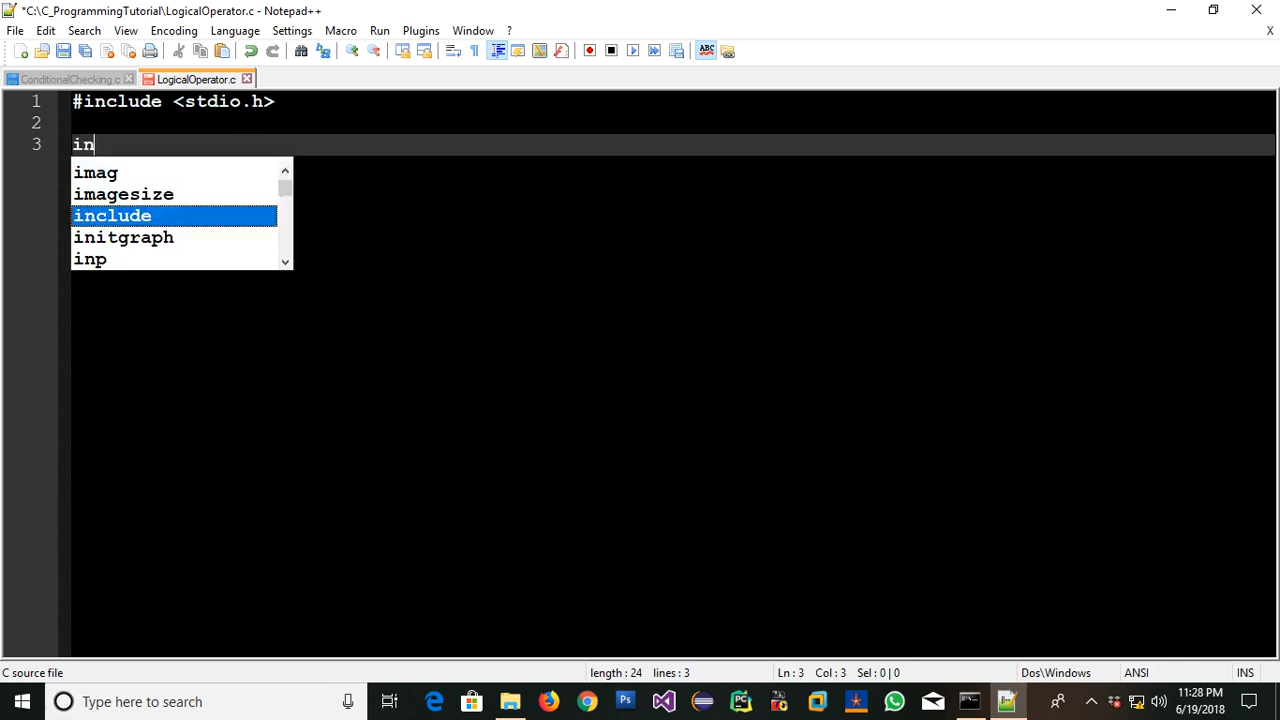 *C:\C_ProgrammingTutorial\LogicalOperator.c - Notepad++
File Edit Search View Encoding Language Settings Macro Run Plugins Window ? X
ABC
ConditionalChecking.c LogicalOperator.c
1 #include <stdio.h>
2
3 in
imag
imagesize
include
initgraph
inp
C source file length : 24 lines : 3 Ln : 3 Col : 3 Sel : 0 | 0 Dos\Windows ANSI INS
Type here to search
11:28 PM
6/19/2018